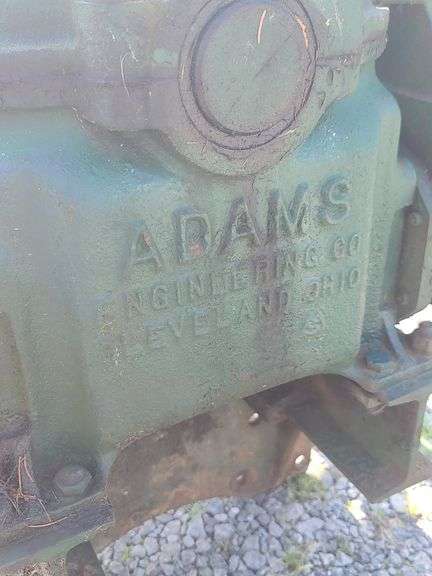 ADAMS
ENGINEERING CO
CLEVELAND OHIO